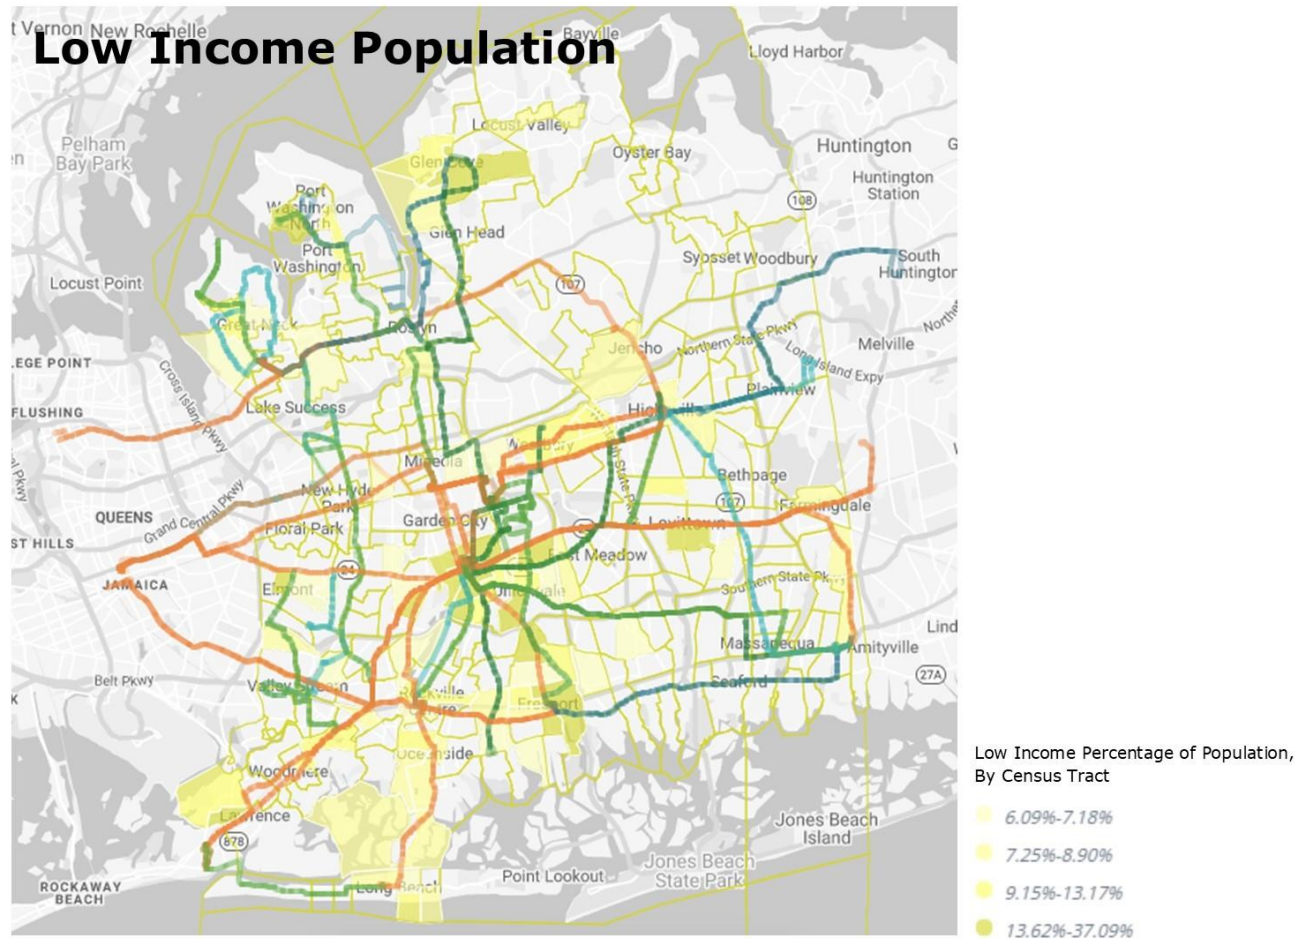 t Vernon New Rochelle
Low Income Population
Bayville
Lloyd Harbor
Pelham
Bay Park
Locust Valley
Huntington
Glen Cove
Oyster Bay
Huntington
Station
108
Port
Washington
North
Glen Head
Port
Washington
Syosset Woodbury
South
Huntington
Locust Point
107
Great Neck
Roslyn
Jericho
Northern State Pkwy
Melville
LEGE POINT
Long Island Expy
Cross Island Pkwy
Plainview
FLUSHING
Lake Success
Hicksville
Westbury
Mineola
Bethpage
New Hyde
Park
107
Farmingdale
QUEENS
Grand Central Pkwy
Floral Park
Garden City
Levittown
ST HILLS
East Meadow
24
JAMAICA
Elmont
Uniondale
Southern State Pkwy
Massapequa
Lind
Amityville
Belt Pkwy
Valley Stream
Rockville
Centre
Seaford
27A
Freeport
Oceanside
Woodmere
Lawrence
878
Jones Beach
Island
Jones Beach
State Park
Point Lookout
ROCKAWAY
BEACH
Long Beach
Low Income Percentage of Population,
By Census Tract
6.09%-7.18%
7.25%-8.90%
9.15%-13.17%
13.62%-37.09%